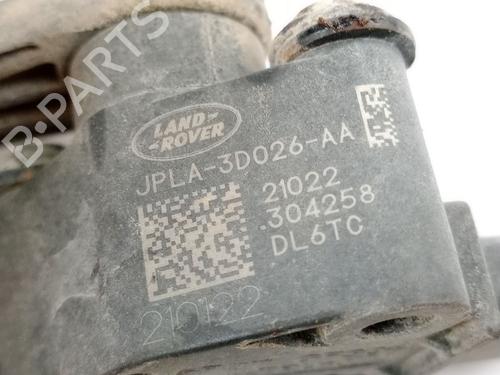 B-PARTS
LAND-
ROVER
JPLA-3D026-AA
21022
304258
DL6TC
210122